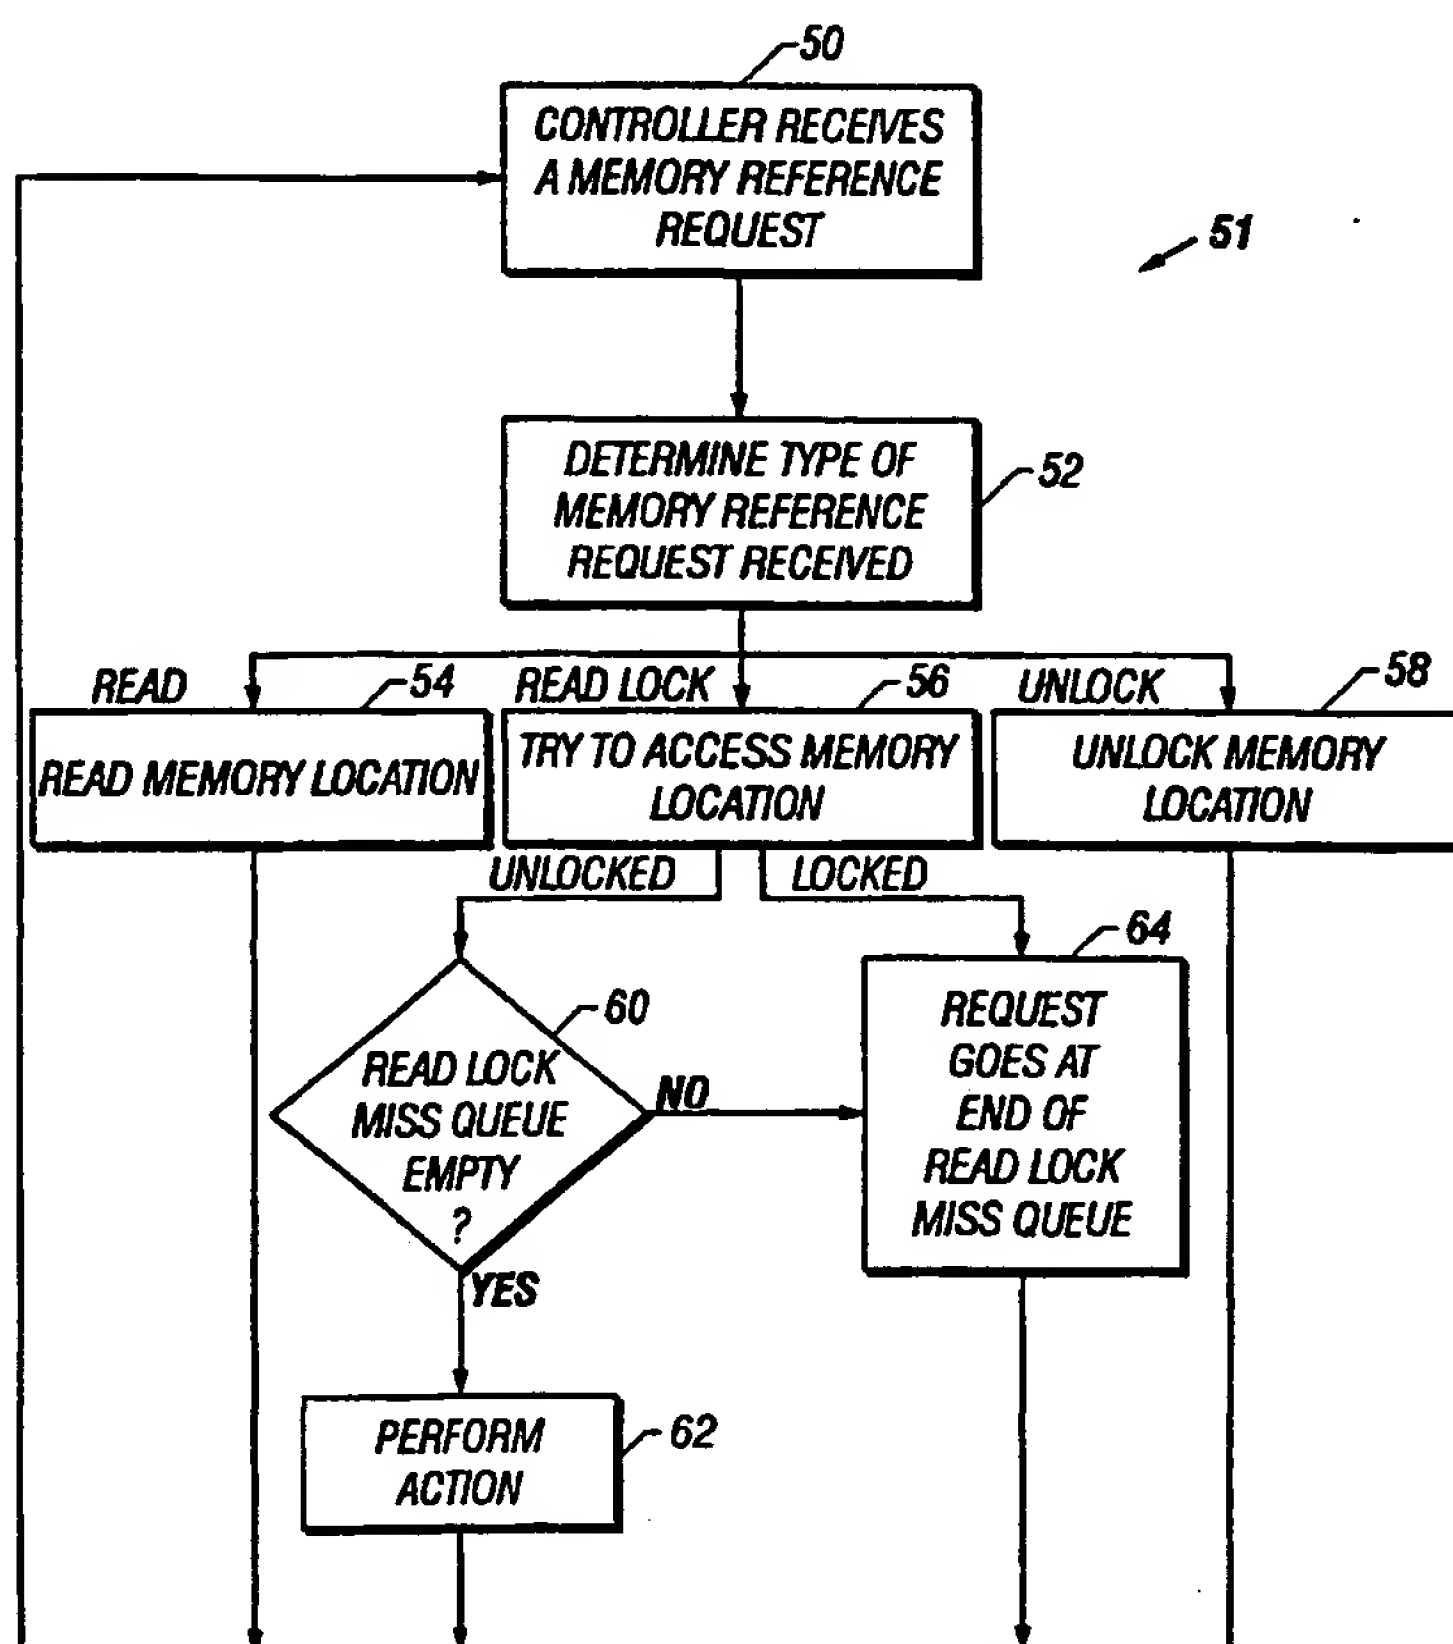 50
CONTROLLER RECEIVES
A MEMORY REFERENCE
REQUEST
51
DETERMINE TYPE OF
MEMORY REFERENCE
REQUEST RECEIVED
52
READ
54
READ LOCK
56
UNLOCK
58
READ MEMORY LOCATION
TRY TO ACCESS MEMORY
LOCATION
UNLOCK MEMORY
LOCATION
UNLOCKED
LOCKED
60
READ LOCK
MISS QUEUE
EMPTY
?
NO
YES
64
REQUEST
GOES AT
END OF
READ LOCK
MISS QUEUE
PERFORM
ACTION
62